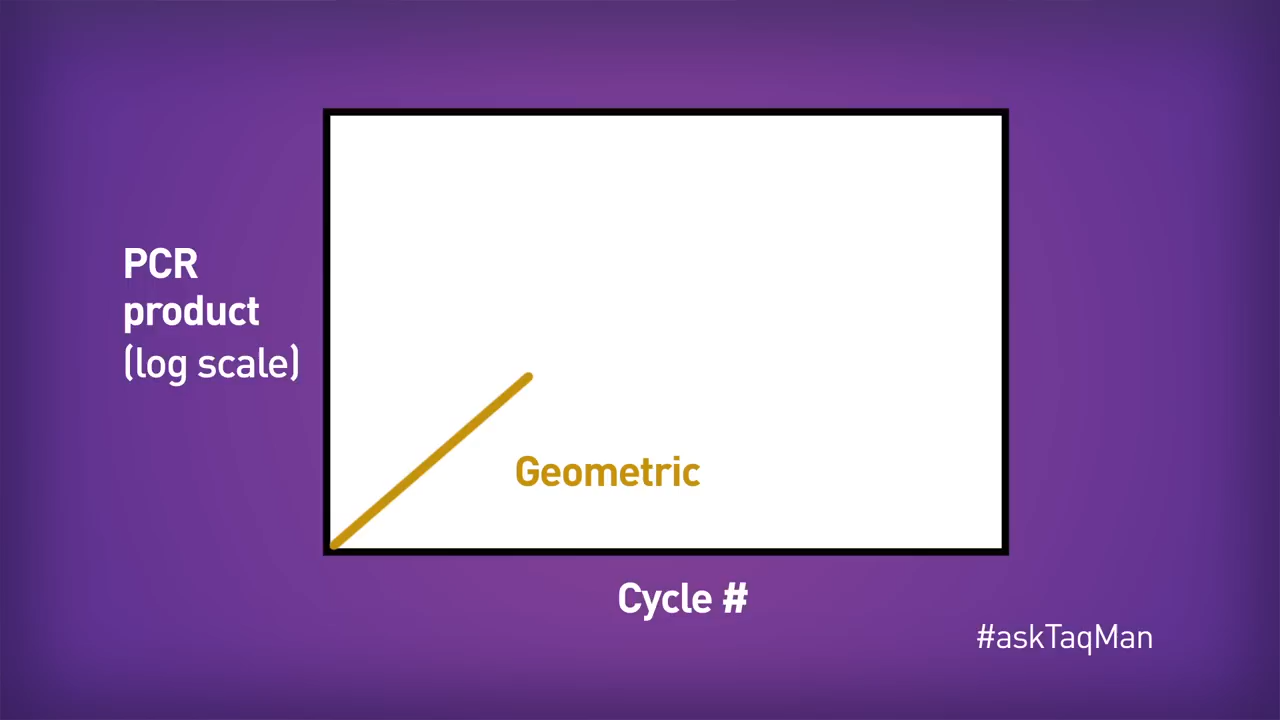 PCR
product
(log scale)
Geometric
Cycle #
#askTaqMan